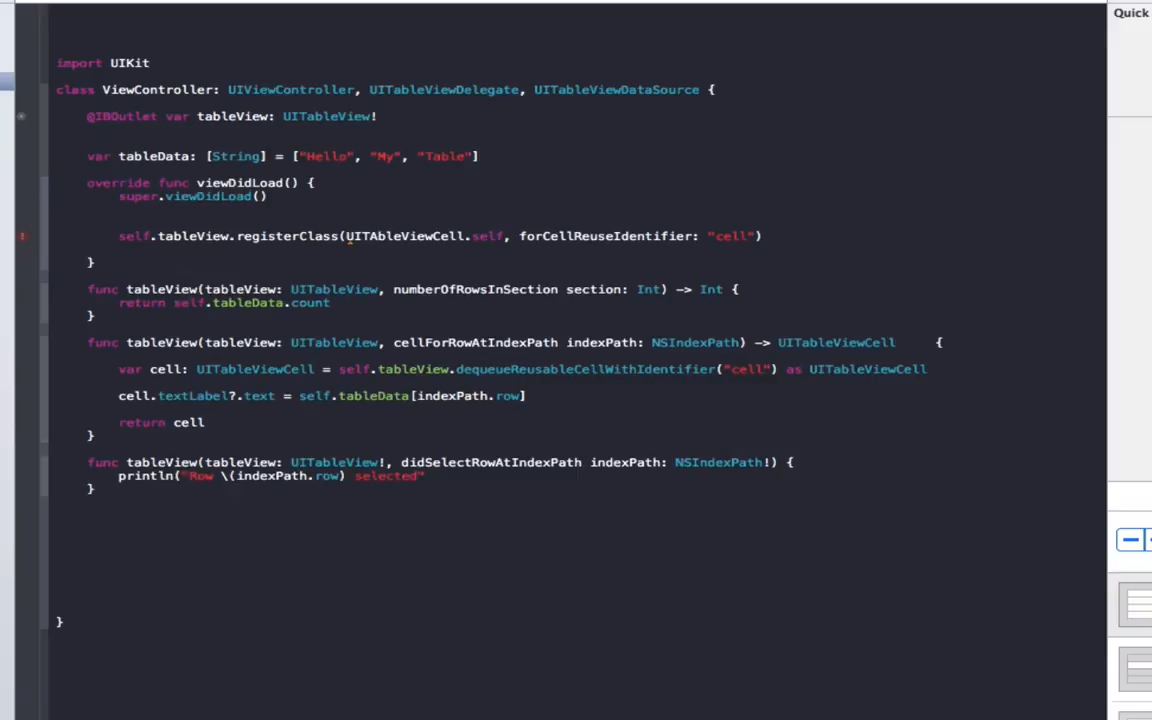 Quick
import UIKit
class ViewController: UIViewController, UITableViewDelegate, UITableViewDataSource {
@IBOutlet var tableView: UITableView!
var tableData: [String] = ["Hello", "My", "Table"]
override func viewDidLoad() {
super.viewDidLoad()
self.tableView.registerClass(UITAbleViewCell.self, forCellReuseIdentifier: "cell")
}
func tableView(tableView: UITableView, numberOfRowsInSection section: Int) -> Int {
return self.tableData.count
}
func tableView(tableView: UITableView, cellForRowAtIndexPath indexPath: NSIndexPath) -> UITableViewCell {
var cell: UITableViewCell = self.tableView.dequeueReusableCellWithIdentifier("cell") as UITableViewCell
cell.textLabel?.text = self.tableData[indexPath.row]
return cell
}
func tableView(tableView: UITableView!, didSelectRowAtIndexPath indexPath: NSIndexPath!) {
println("Row \(indexPath.row) selected"
}
}